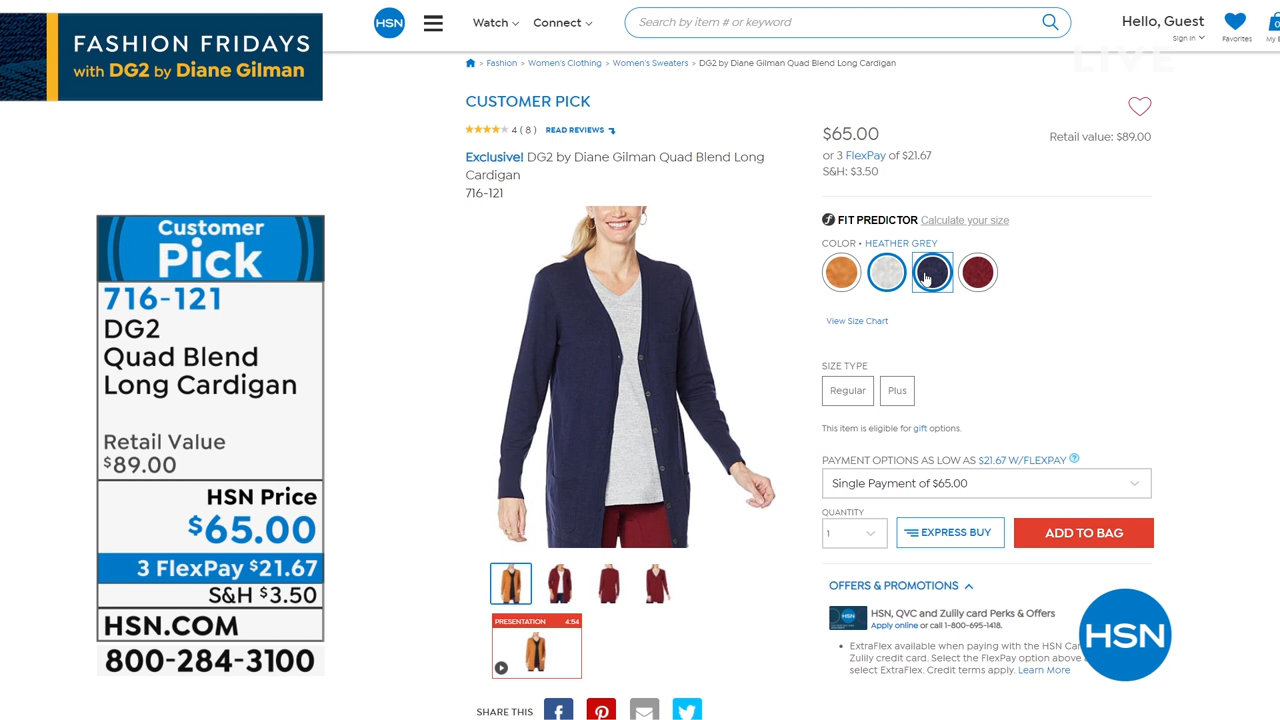 FASHION FRIDAYS
with DG2 by Diane Gilman
HSN
Watch
Connect
Search by item # or keyword
Hello, Guest
Sign In
Favorites
My
0
LIVE
> Fashion > Women's Clothing > Women's Sweaters > DG2 by Diane Gilman Quad Blend Long Cardigan
CUSTOMER PICK
4 ( 8 ) READ REVIEWS
Exclusive! DG2 by Diane Gilman Quad Blend Long
Cardigan
716-121
$65.00
Retail value: $89.00
or 3 FlexPay of $21.67
S&H: $3.50
FIT PREDICTOR Calculate your size
COLOR • HEATHER GREY
View Size Chart
SIZE TYPE
Regular
Plus
This item is eligible for gift options.
PAYMENT OPTIONS AS LOW AS $21.67 W/FLEXPAY ?
Single Payment of $65.00
QUANTITY
1
EXPRESS BUY
ADD TO BAG
OFFERS & PROMOTIONS
HSN, QVC and Zulily card Perks & Offers
Apply online or call 1-800-695-1418.
• ExtraFlex available when paying with the HSN Car
Zulily credit card. Select the FlexPay option above
select ExtraFlex. Credit terms apply. Learn More
HSN
PRESENTATION 4:54
SHARE THIS
Customer
Pick
716-121
DG2
Quad Blend
Long Cardigan
Retail Value
$89.00
HSN Price
$65.00
3 FlexPay $21.67
S&H $3.50
HSN.COM
800-284-3100